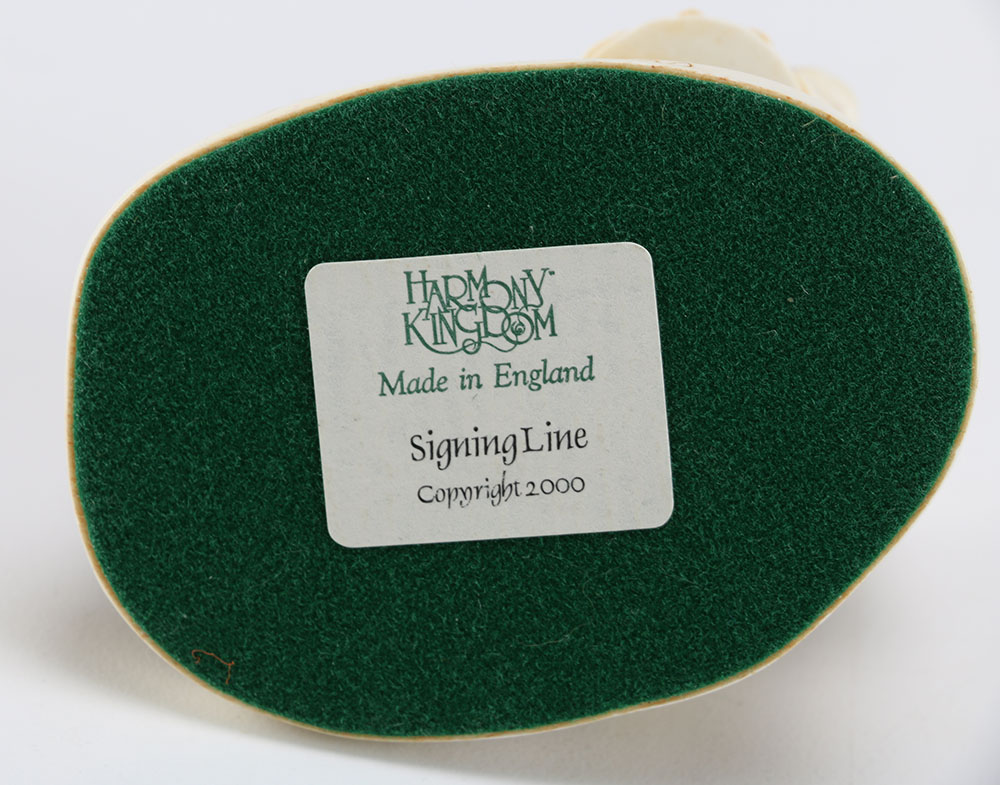 HARMONY
KINGDOM
Made in England
Signing Line
Copyright 2000